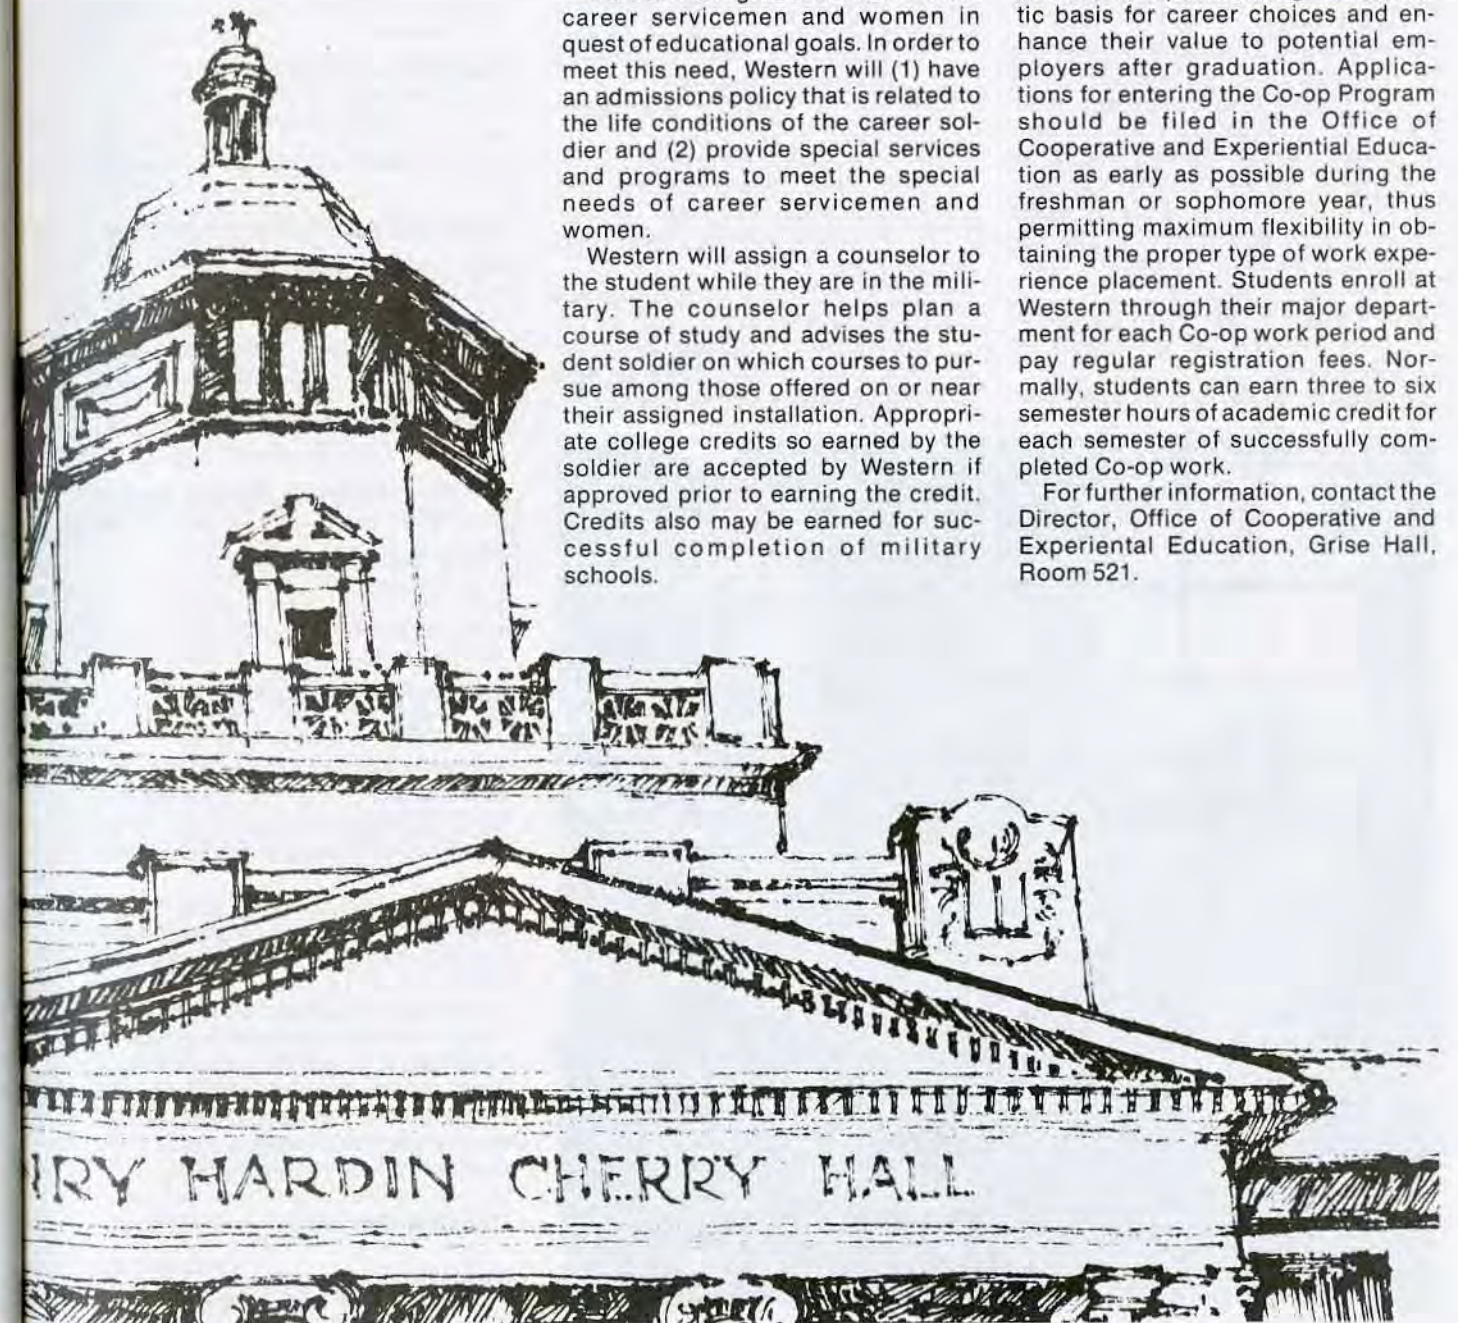 career servicemen and women in
quest of educational goals. In order to
meet this need, Western will (1) have
an admissions policy that is related to
the life conditions of the career sol-
dier and (2) provide special services
and programs to meet the special
needs of career servicemen and
women.
Western will assign a counselor to
the student while they are in the mili-
tary. The counselor helps plan a
course of study and advises the stu-
dent soldier on which courses to pur-
sue among those offered on or near
their assigned installation. Appropri-
ate college credits so earned by the
soldier are accepted by Western if
approved prior to earning the credit.
Credits also may be earned for suc-
cessful completion of military
schools.
tic basis for career choices and en-
hance their value to potential em-
ployers after graduation. Applica-
tions for entering the Co-op Program
should be filed in the Office of
Cooperative and Experiential Educa-
tion as early as possible during the
freshman or sophomore year, thus
permitting maximum flexibility in ob-
taining the proper type of work expe-
rience placement. Students enroll at
Western through their major depart-
ment for each Co-op work period and
pay regular registration fees. Nor-
mally, students can earn three to six
semester hours of academic credit for
each semester of successfully com-
pleted Co-op work.
For further information, contact the
Director, Office of Cooperative and
Experiental Education, Grise Hall,
Room 521.
RY HARDIN CHERRY HALL